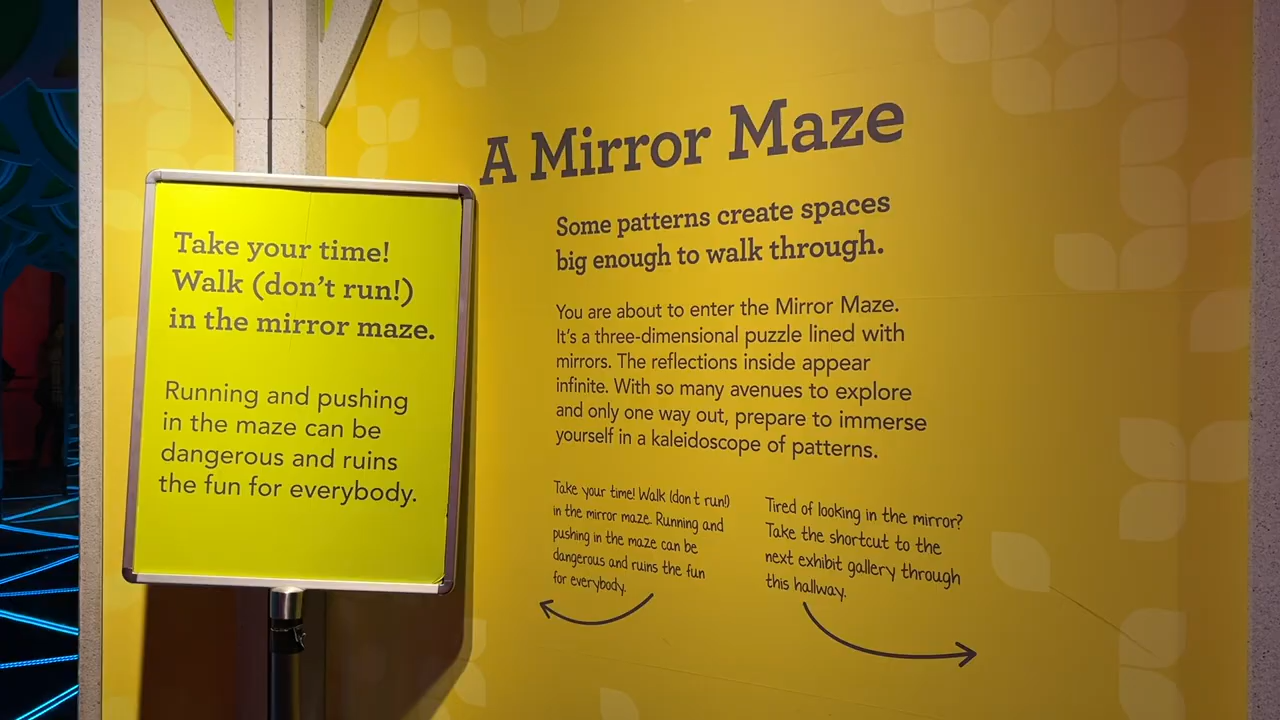 A Mirror Maze
Some patterns create spaces
big enough to walk through.
You are about to enter the Mirror Maze.
It's a three-dimensional puzzle lined with
mirrors. The reflections inside appear
infinite. With so many avenues to explore
and only one way out, prepare to immerse
yourself in a kaleidoscope of patterns.
Take your time! Walk (don't run!)
in the mirror maze. Running and
pushing in the maze can be
dangerous and ruins the fun
for everybody.
Tired of looking in the mirror?
Take the shortcut to the
next exhibit gallery through
this hallway.
Take your time!
Walk (don't run!)
in the mirror maze.
Running and pushing
in the maze can be
dangerous and ruins
the fun for everybody.